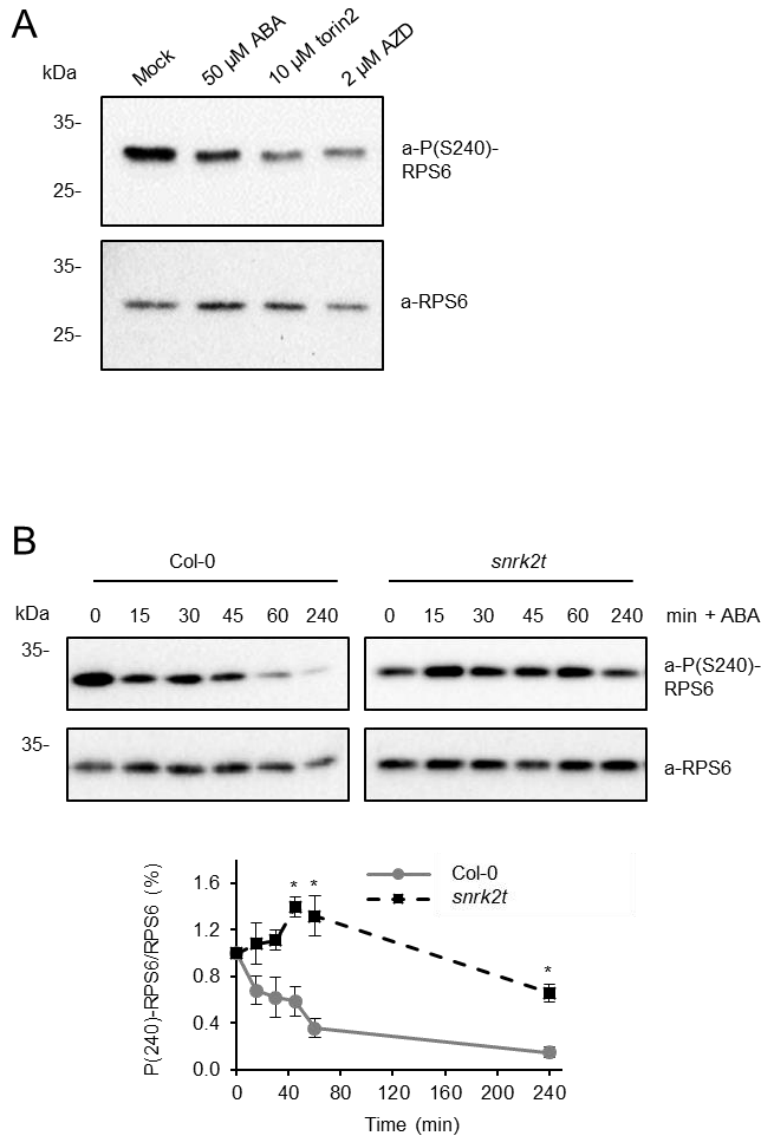 A
kDa
Mock
50 µM ABA
10 µM torin2
2 µM AZD
35-
25-
a-P(S240)-
RPS6
35-
25-
a-RPS6
B
Col-0
snrk2t
kDa
0 15 30 45 60 240
0 15 30 45 60 240
min + ABA
35-
a-P(S240)-
RPS6
35-
a-RPS6
P(240)-RPS6/RPS6 (%)
1.6
1.2
0.8
0.4
0.0
* *
*
Col-0
snrk2t
0 40 80 120 160 200 240
Time (min)